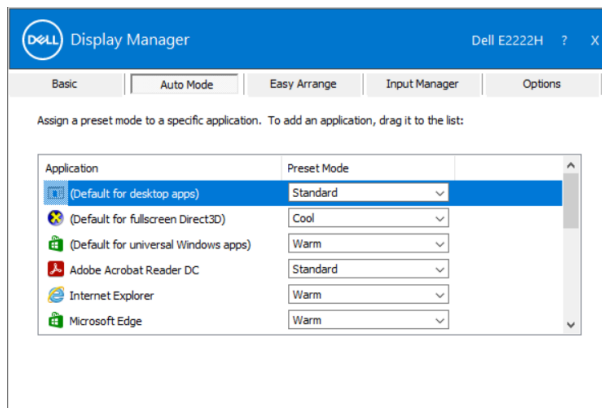 DELL Display Manager Dell E2222H ? X
Basic Auto Mode Easy Arrange Input Manager Options
Assign a preset mode to a specific application. To add an application, drag it to the list:
Application Preset Mode
(Default for desktop apps) Standard
(Default for fullscreen Direct3D) Cool
(Default for universal Windows apps) Warm
Adobe Acrobat Reader DC Standard
Internet Explorer Warm
Microsoft Edge Warm